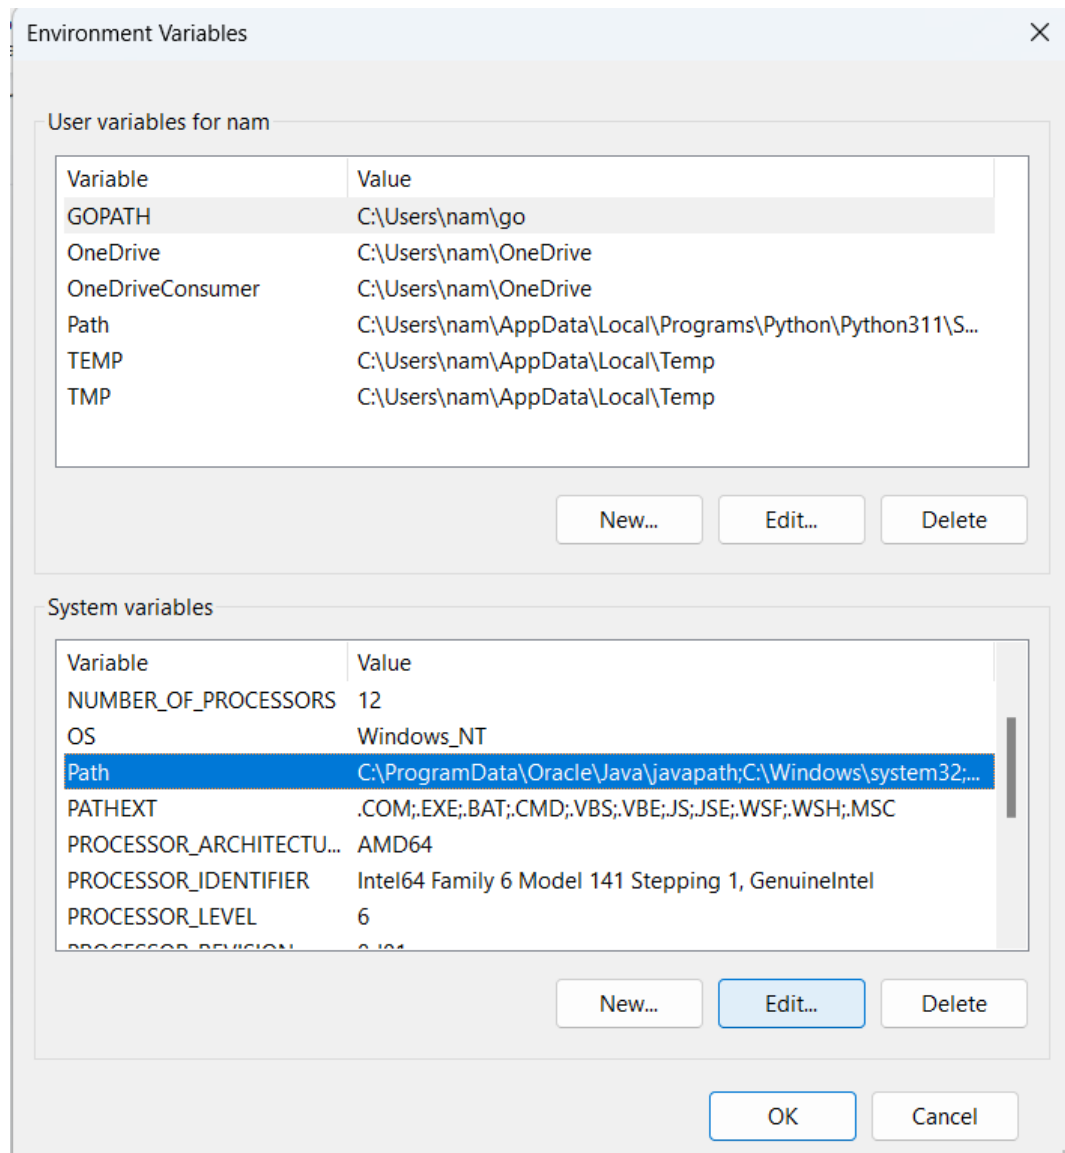 Environment Variables
User variables for nam
Variable Value
GOPATH C:\Users\nam\go
OneDrive C:\Users\nam\OneDrive
OneDriveConsumer C:\Users\nam\OneDrive
Path C:\Users\nam\AppData\Local\Programs\Python\Python311\S...
TEMP C:\Users\nam\AppData\Local\Temp
TMP C:\Users\nam\AppData\Local\Temp
New... Edit... Delete
System variables
Variable Value
NUMBER_OF_PROCESSORS 12
OS Windows_NT
Path C:\ProgramData\Oracle\Java\javapath;C:\Windows\system32;...
PATHEXT .COM;.EXE;.BAT;.CMD;.VBS;.VBE;.JS;.JSE;.WSF;.WSH;.MSC
PROCESSOR_ARCHITECTU... AMD64
PROCESSOR_IDENTIFIER Intel64 Family 6 Model 141 Stepping 1, GenuineIntel
PROCESSOR_LEVEL 6
PROCESSOR_REVISION
New... Edit... Delete
OK Cancel